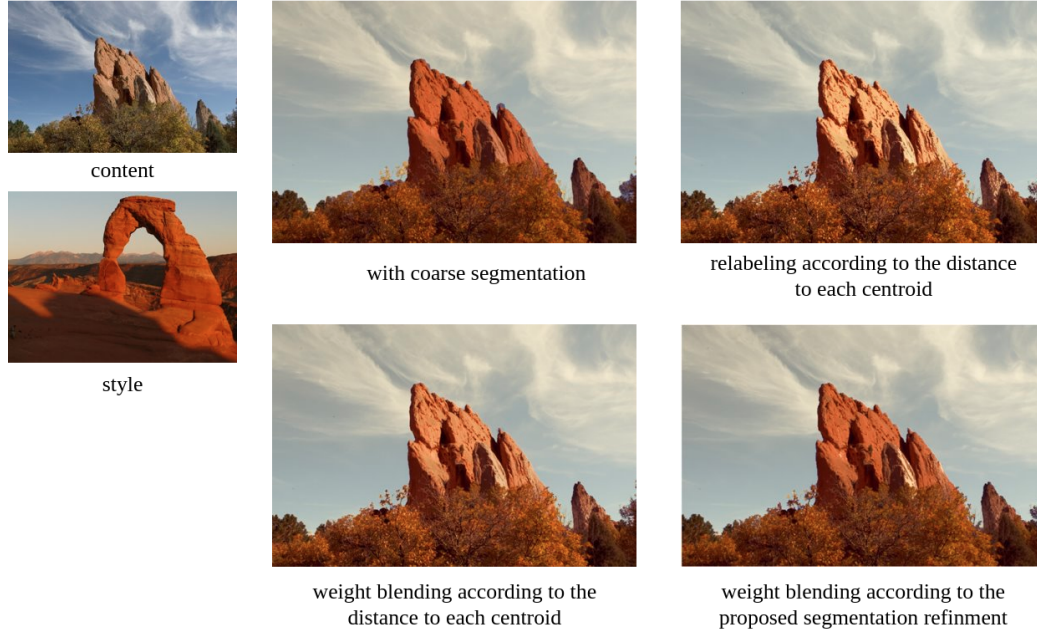 content
style
with coarse segmentation
relabeling according to the distance
to each centroid
weight blending according to the
distance to each centroid
weight blending according to the
proposed segmentation refinment